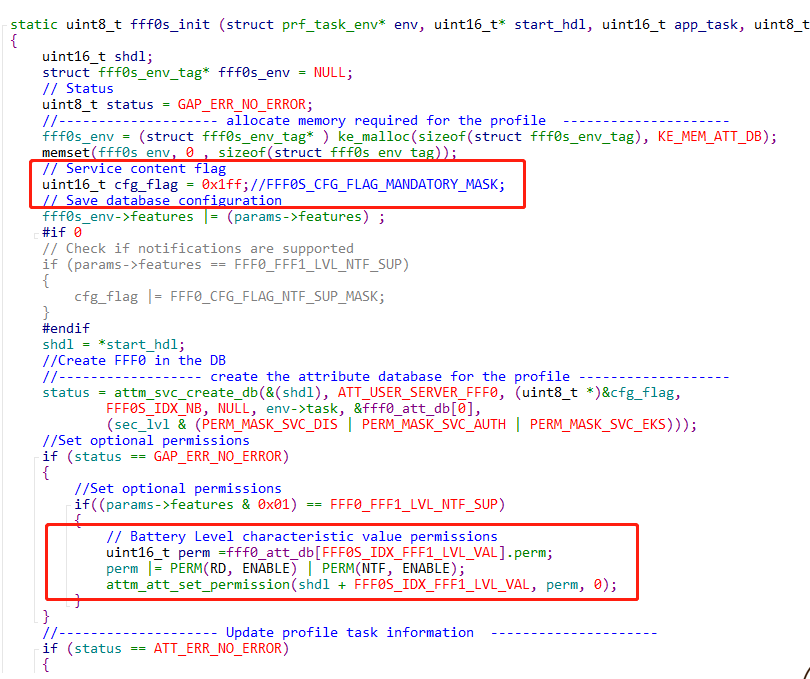 static uint8_t fff0s_init (struct prf_task_env* env, uint16_t* start_hdl, uint16_t app_task, uint8_t
{
    uint16_t shdl;
    struct fff0s_env_tag* fff0s_env = NULL;
    // Status
    uint8_t status = GAP_ERR_NO_ERROR;
    //-------------------- allocate memory required for the profile  ---------------------
    fff0s_env = (struct fff0s_env_tag* ) ke_malloc(sizeof(struct fff0s_env_tag), KE_MEM_ATT_DB);
    memset(fff0s_env, 0 , sizeof(struct fff0s_env_tag));
    // Service content flag
    uint16_t cfg_flag = 0x1ff;//FFF0S_CFG_FLAG_MANDATORY_MASK;
    // Save database configuration
    fff0s_env->features |= (params->features) ;
    #if 0
    // Check if notifications are supported
    if (params->features == FFF0_FFF1_LVL_NTF_SUP)
    {
        cfg_flag |= FFF0_CFG_FLAG_NTF_SUP_MASK;
    }
    #endif
    shdl = *start_hdl;
    //Create FFF0 in the DB
    //------------------ create the attribute database for the profile -------------------
    status = attm_svc_create_db(&(shdl), ATT_USER_SERVER_FFF0, (uint8_t *)&cfg_flag,
            FFF0S_IDX_NB, NULL, env->task, &fff0_att_db[0],
            (sec_lvl & (PERM_MASK_SVC_DIS | PERM_MASK_SVC_AUTH | PERM_MASK_SVC_EKS)));
    //Set optional permissions
    if (status == GAP_ERR_NO_ERROR)
    {
        //Set optional permissions
        if((params->features & 0x01) == FFF0_FFF1_LVL_NTF_SUP)
        {
            // Battery Level characteristic value permissions
            uint16_t perm =fff0_att_db[FFF0S_IDX_FFF1_LVL_VAL].perm;
            perm |= PERM(RD, ENABLE) | PERM(NTF, ENABLE);
            attm_att_set_permission(shdl + FFF0S_IDX_FFF1_LVL_VAL, perm, 0);
        }
    }
    //-------------------- Update profile task information  ---------------------
    if (status == ATT_ERR_NO_ERROR)
    {